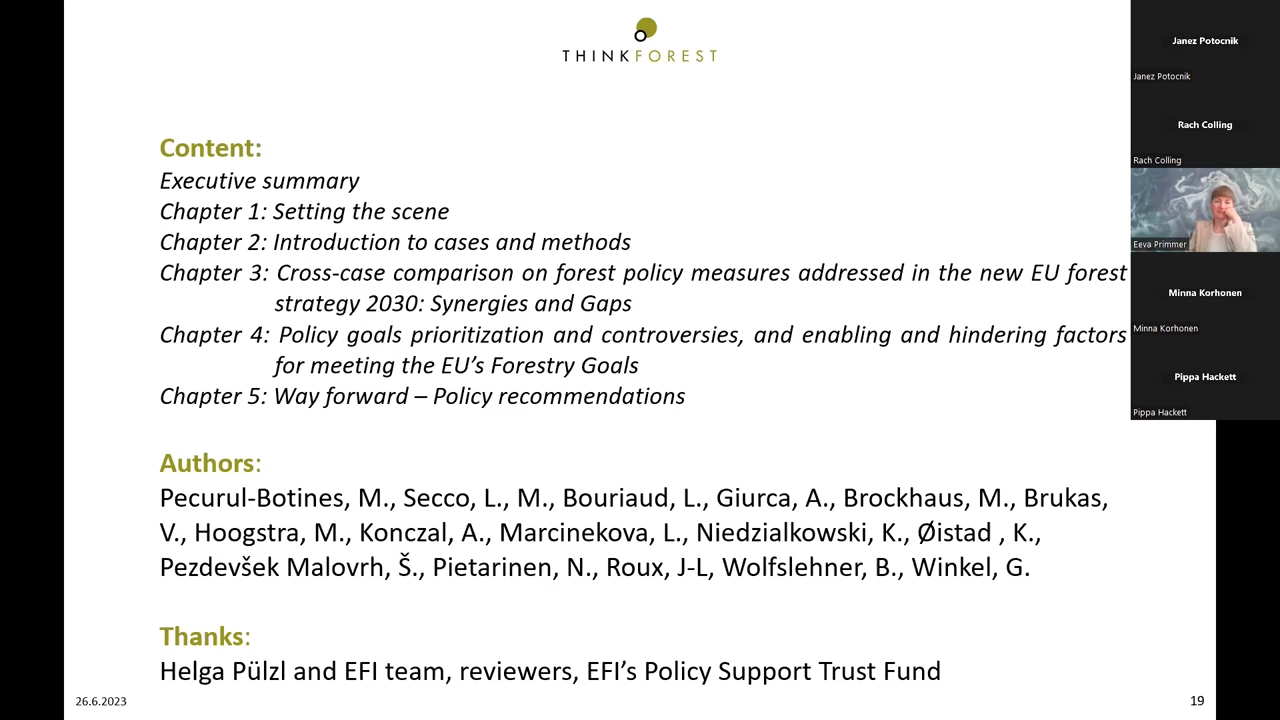 THINKFOREST
Content:
Executive summary
Chapter 1: Setting the scene
Chapter 2: Introduction to cases and methods
Chapter 3: Cross-case comparison on forest policy measures addressed in the new EU forest
strategy 2030: Synergies and Gaps
Chapter 4: Policy goals prioritization and controversies, and enabling and hindering factors
for meeting the EU’s Forestry Goals
Chapter 5: Way forward – Policy recommendations
Authors:
Pecurul-Botines, M., Secco, L., M., Bouriaud, L., Giurca, A., Brockhaus, M., Brukas,
V., Hoogstra, M., Konczal, A., Marcinekova, L., Niedzialkowski, K., Øistad , K.,
Pezdevšek Malovrh, Š., Pietarinen, N., Roux, J-L, Wolfslehner, B., Winkel, G.
Thanks:
Helga Pülzl and EFI team, reviewers, EFI’s Policy Support Trust Fund
26.6.2023
19
Janez Potocnik
Janez Potocnik
Rach Colling
Rach Colling
Eeva Primmer
Minna Korhonen
Minna Korhonen
Pippa Hackett
Pippa Hackett